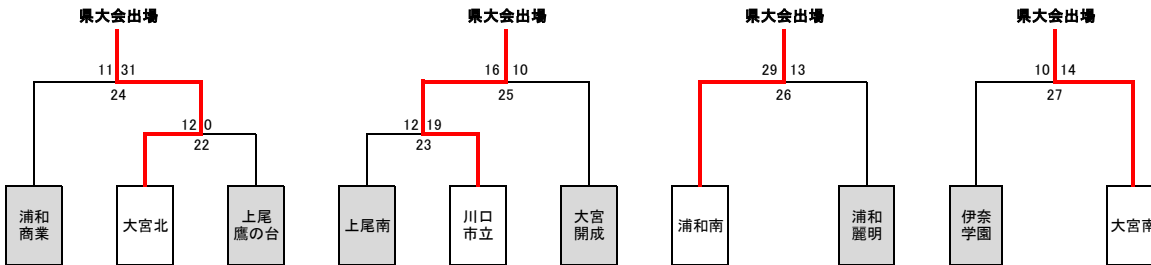 県大会出場 県大会出場 県大会出場 県大会出場
11 31 16 10 29 13 10 14
24 25 26 27
12 0 12 19
22 23
浦和商業 大宮北 上尾鷹の台 上尾南 川口市立 大宮開成 浦和南 浦和麗明 伊奈学園 大宮南